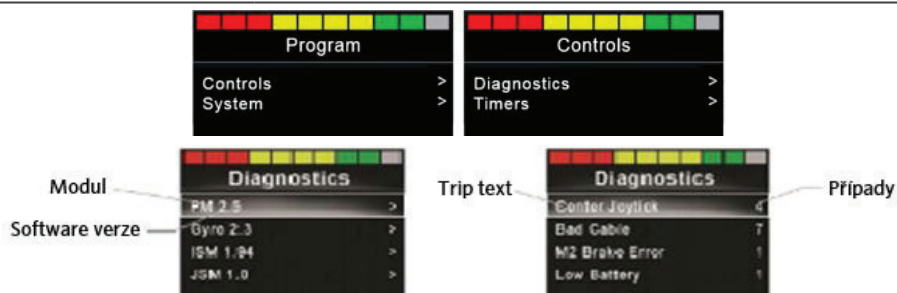 Program
Controls >
System >
Controls
Diagnostics >
Timers >
Modul
Software verze
Diagnostics
PM 2.5 >
Gyro 2.3 >
ISM 1.94 >
JSM 1.0 >
Trip text
Případy
Diagnostics
Center Joytick 4
Bad Cable 7
M2 Brake Error 1
Low Battery 1